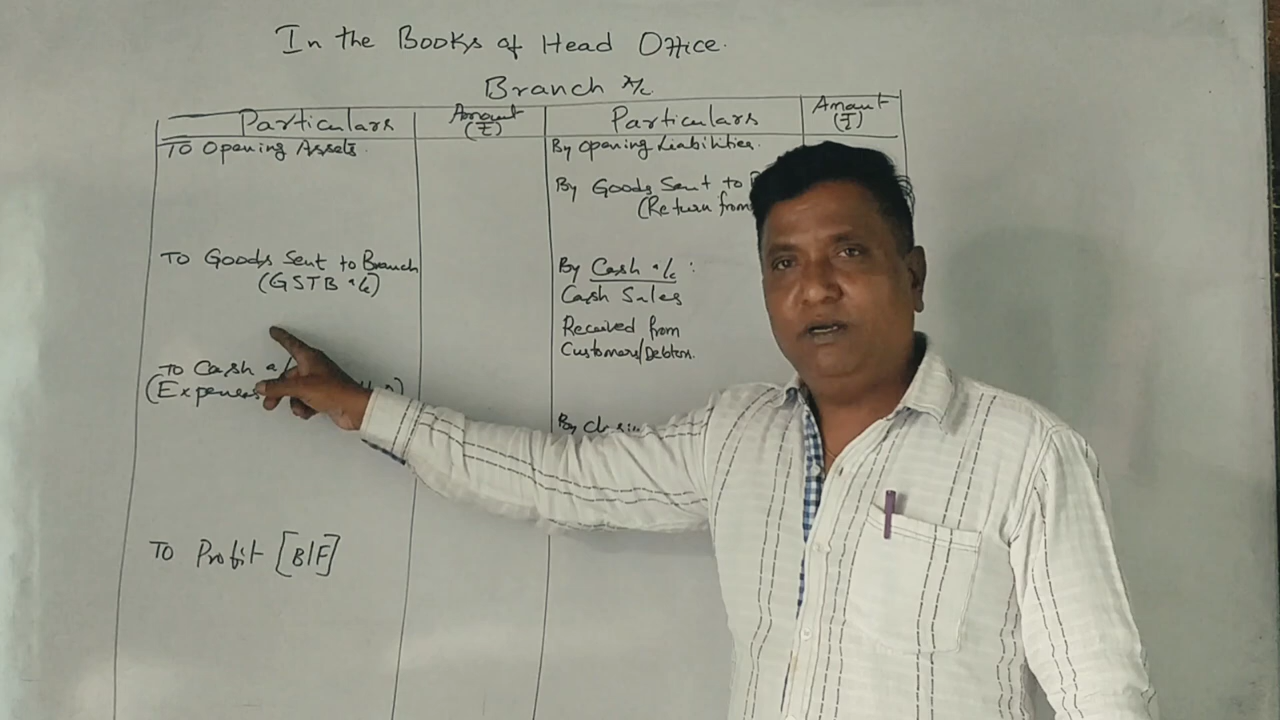 In the Books of Head Office.
Branch A/c.
Particulars
Amount
(₹)
Particulars
Amount
(₹)
To Opening Assets.
To Goods Sent to Branch
(GSTB a/c)
To Cash a/
(Expenses
To Profit [B/F]
By Opening Liabilities.
By Goods Sent to
(Return from
By Cash a/c :
Cash Sales
Received from
Customers/Debtors.
By